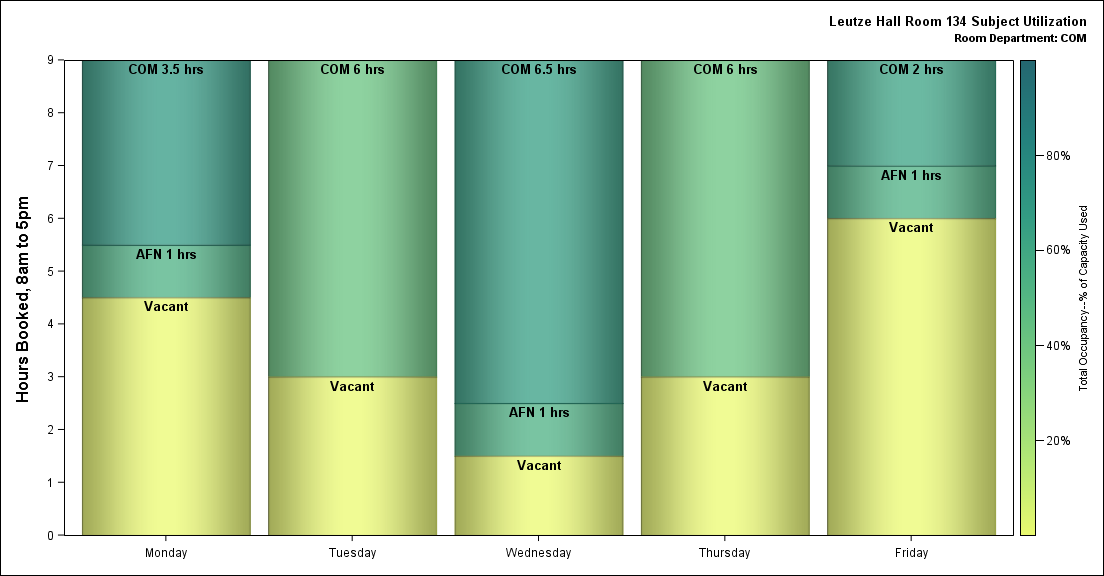 Leutze Hall Room 134 Subject Utilization
Room Department: COM
Hours Booked, 8am to 5pm
9
8
7
6
5
4
3
2
1
0
COM 3.5 hrs
AFN 1 hrs
Vacant
COM 6 hrs
Vacant
COM 6.5 hrs
AFN 1 hrs
Vacant
COM 6 hrs
Vacant
COM 2 hrs
AFN 1 hrs
Vacant
Monday
Tuesday
Wednesday
Thursday
Friday
80%
60%
40%
20%
Total Occupancy--% of Capacity Used